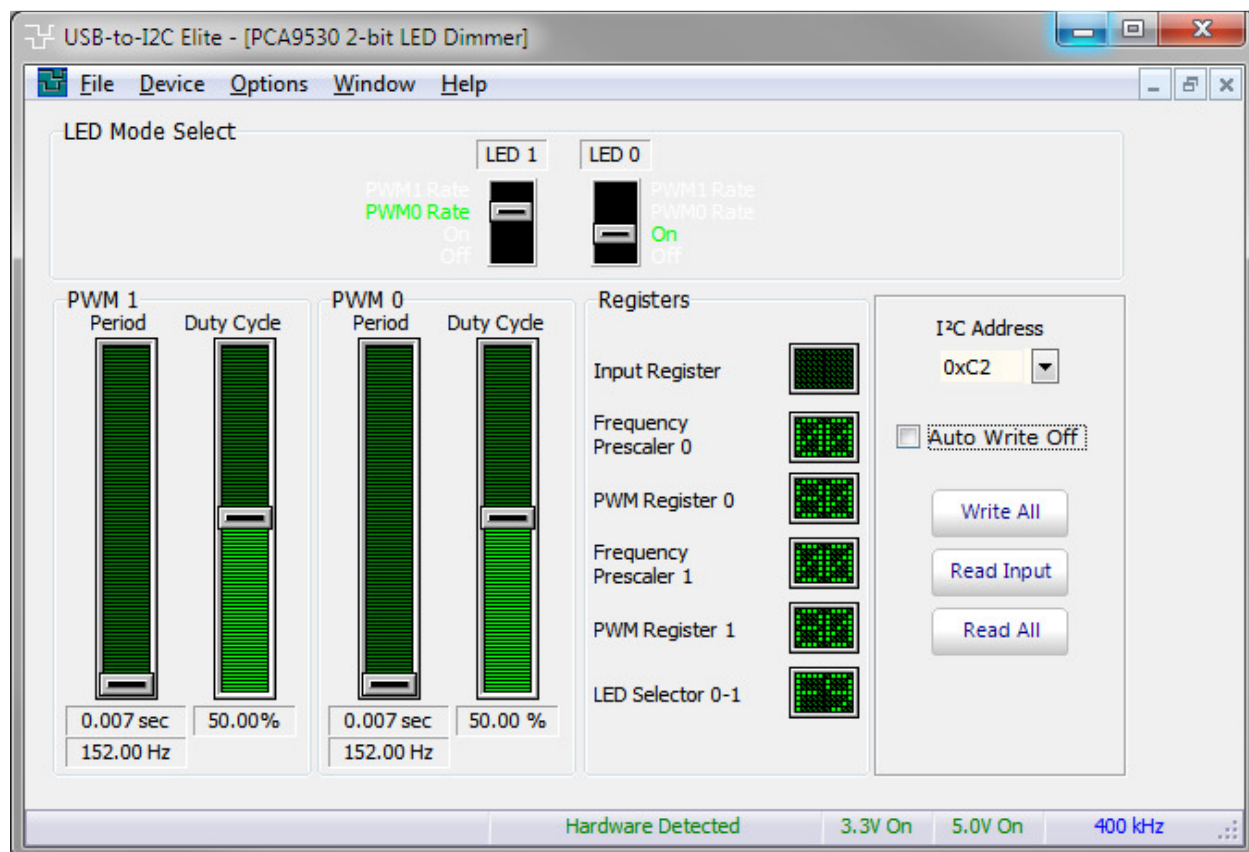 USB-to-I2C Elite - [PCA9530 2-bit LED Dimmer]
File Device Options Window Help
LED Mode Select
LED 1 LED 0
PWM1 Rate PWM1 Rate
PWM0 Rate PWM0 Rate
On On
Off Off
PWM 1 PWM 0 Registers
Period Duty Cycle Period Duty Cycle
I²C Address
0xC2
Input Register
Frequency
Prescaler 0 00
Auto Write Off
PWM Register 0 80
Write All
Frequency
Prescaler 1 00
Read Input
PWM Register 1 80
Read All
LED Selector 0-1
0.007 sec 50.00% 0.007 sec 50.00 %
152.00 Hz 152.00 Hz
Hardware Detected 3.3V On 5.0V On 400 kHz